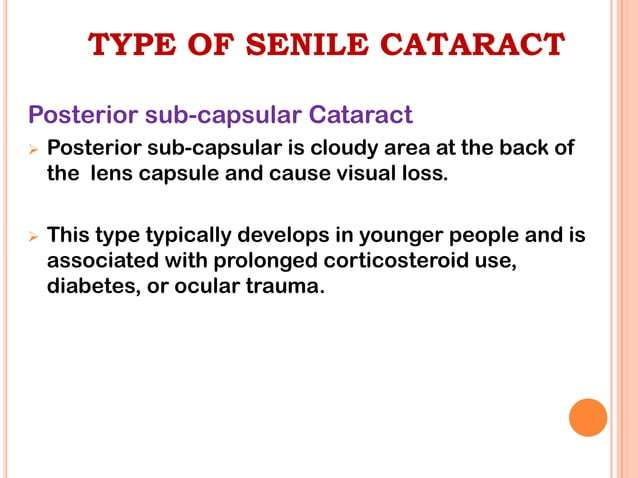 TYPE OF SENILE CATARACT
Posterior sub-capsular Cataract
➢ Posterior sub-capsular is cloudy area at the back of
the lens capsule and cause visual loss.
➢ This type typically develops in younger people and is
associated with prolonged corticosteroid use,
diabetes, or ocular trauma.